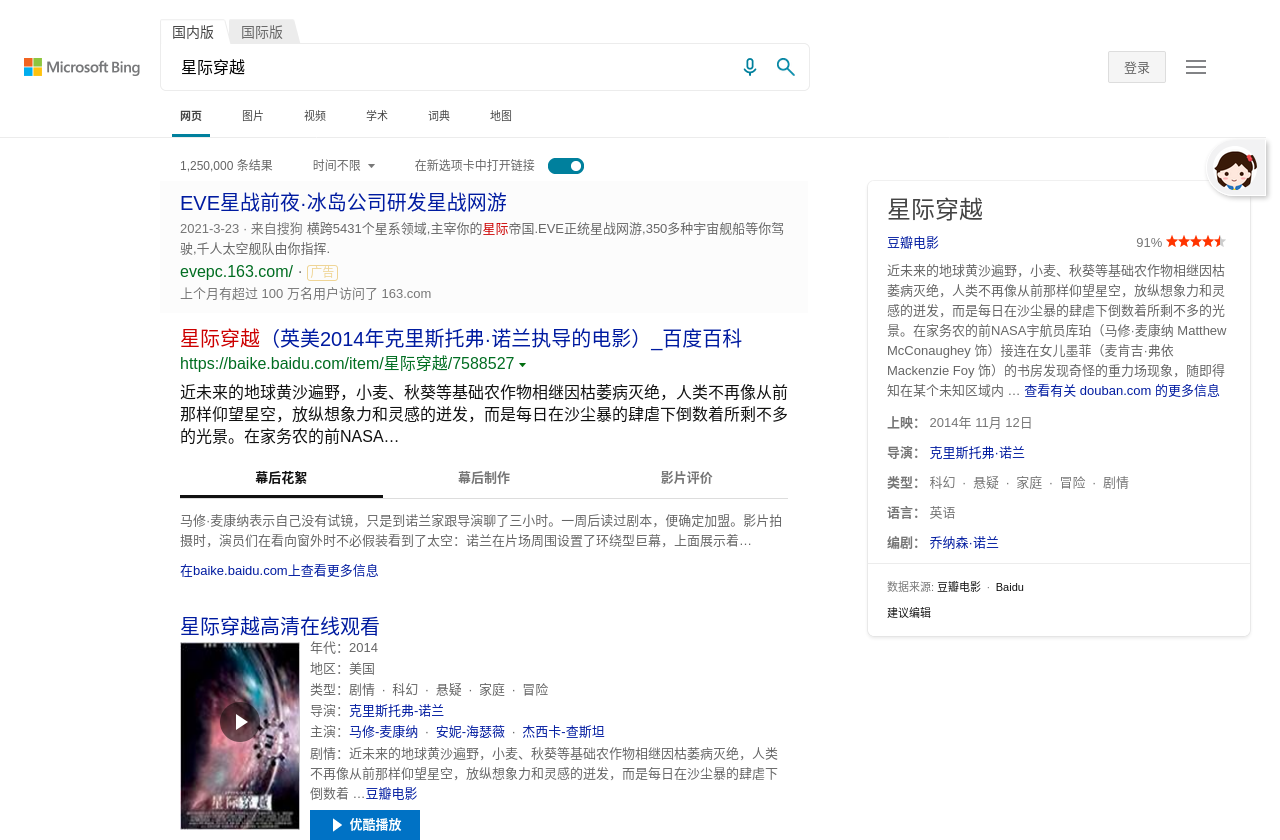 国内版 国际版
Microsoft Bing
星际穿越
登录
网页 图片 视频 学术 词典 地图
1,250,000 条结果 时间不限 在新选项卡中打开链接
EVE星战前夜·冰岛公司研发星战网游
2021-3-23 · 来自搜狗 横跨5431个星系领域,主宰你的星际帝国.EVE正统星战网游,350多种宇宙舰船等你驾
驶,千人太空舰队由你指挥.
evepc.163.com/ · 广告
上个月有超过 100 万名用户访问了 163.com
星际穿越（英美2014年克里斯托弗·诺兰执导的电影）_百度百科
https://baike.baidu.com/item/星际穿越/7588527
近未来的地球黄沙遍野，小麦、秋葵等基础农作物相继因枯萎病灭绝，人类不再像从前
那样仰望星空，放纵想象力和灵感的迸发，而是每日在沙尘暴的肆虐下倒数着所剩不多
的光景。在家务农的前NASA…
幕后花絮 幕后制作 影片评价
马修·麦康纳表示自己没有试镜，只是到诺兰家跟导演聊了三小时。一周后读过剧本，便确定加盟。影片拍
摄时，演员们在看向窗外时不必假装看到了太空：诺兰在片场周围设置了环绕型巨幕，上面展示着…
在baike.baidu.com上查看更多信息
星际穿越高清在线观看
星际穿越
年代：2014
地区：美国
类型：剧情 · 科幻 · 悬疑 · 家庭 · 冒险
导演：克里斯托弗-诺兰
主演：马修-麦康纳 · 安妮-海瑟薇 · 杰西卡-查斯坦
剧情：近未来的地球黄沙遍野，小麦、秋葵等基础农作物相继因枯萎病灭绝，人类
不再像从前那样仰望星空，放纵想象力和灵感的迸发，而是每日在沙尘暴的肆虐下
倒数着 …豆瓣电影
优酷播放
星际穿越
豆瓣电影 91%
近未来的地球黄沙遍野，小麦、秋葵等基础农作物相继因枯
萎病灭绝，人类不再像从前那样仰望星空，放纵想象力和灵
感的迸发，而是每日在沙尘暴的肆虐下倒数着所剩不多的光
景。在家务农的前NASA宇航员库珀（马修·麦康纳 Matthew
McConaughey 饰）接连在女儿墨菲（麦肯吉·弗依
Mackenzie Foy 饰）的书房发现奇怪的重力场现象，随即得
知在某个未知区域内 … 查看有关 douban.com 的更多信息
上映： 2014年 11月 12日
导演： 克里斯托弗·诺兰
类型： 科幻 · 悬疑 · 家庭 · 冒险 · 剧情
语言： 英语
编剧： 乔纳森·诺兰
数据来源: 豆瓣电影 · Baidu
建议编辑